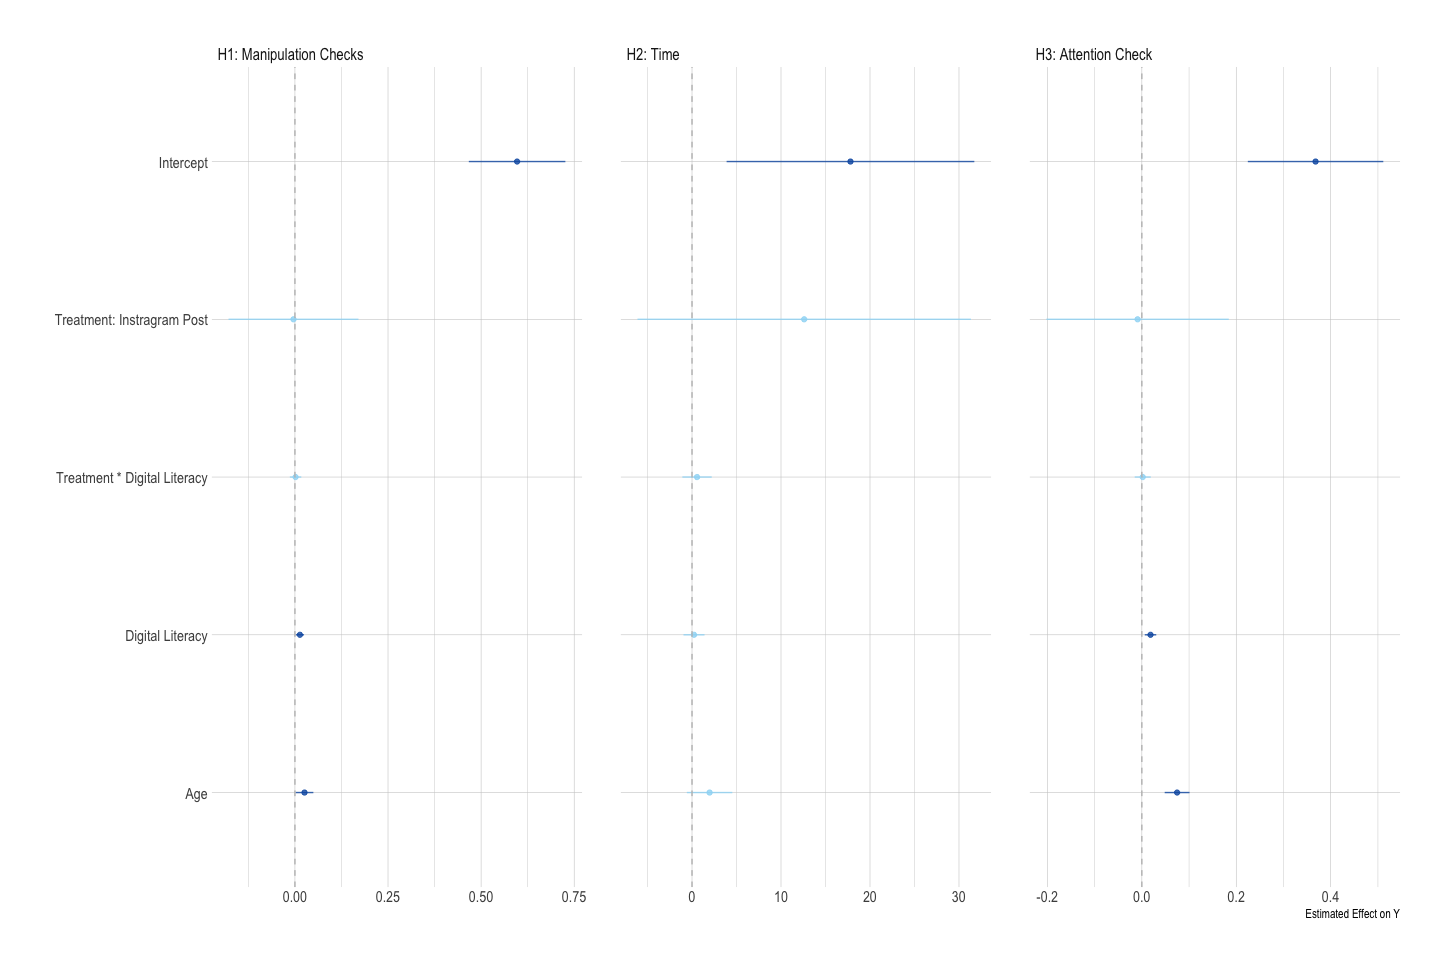 H1: Manipulation Checks
H2: Time
H3: Attention Check
Intercept
Treatment: Instragram Post
Treatment * Digital Literacy
Digital Literacy
Age
0.00 0.25 0.50 0.75
0 10 20 30
-0.2 0.0 0.2 0.4
Estimated Effect on Y